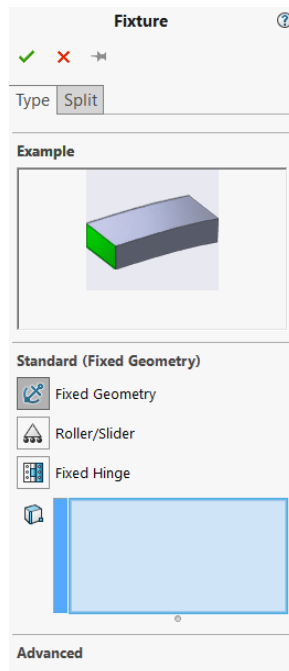 Fixture
Type Split
Example
Standard (Fixed Geometry)
Fixed Geometry
Roller/Slider
Fixed Hinge
Advanced